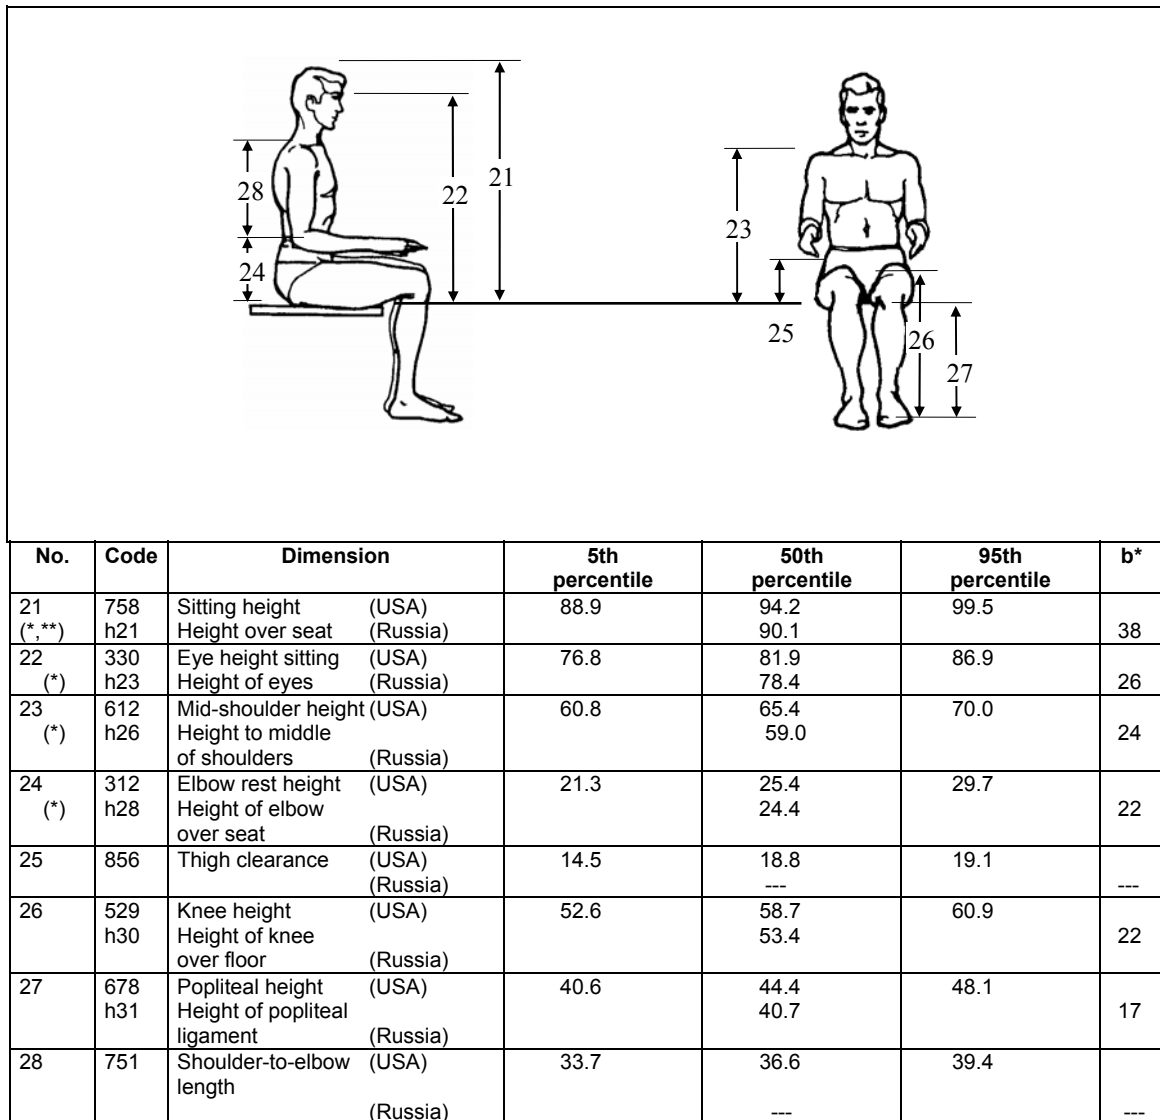 21
22
28
24
23
25
26
27
No. Code Dimension 5th percentile 50th percentile 95th percentile b*
21 758 Sitting height (USA) 88.9 94.2 99.5
(*,**) h21 Height over seat (Russia) 90.1 38
22 330 Eye height sitting (USA) 76.8 81.9 86.9
(*) h23 Height of eyes (Russia) 78.4 26
23 612 Mid-shoulder height (USA) 60.8 65.4 70.0
(*) h26 Height to middle 59.0 24
of shoulders (Russia)
24 312 Elbow rest height (USA) 21.3 25.4 29.7
(*) h28 Height of elbow 24.4 22
over seat (Russia)
25 856 Thigh clearance (USA) 14.5 18.8 19.1
(Russia) --- ---
26 529 Knee height (USA) 52.6 58.7 60.9
h30 Height of knee 53.4 22
over floor (Russia)
27 678 Popliteal height (USA) 40.6 44.4 48.1
h31 Height of popliteal 40.7 17
ligament (Russia)
28 751 Shoulder-to-elbow (USA) 33.7 36.6 39.4
length
(Russia) --- ---